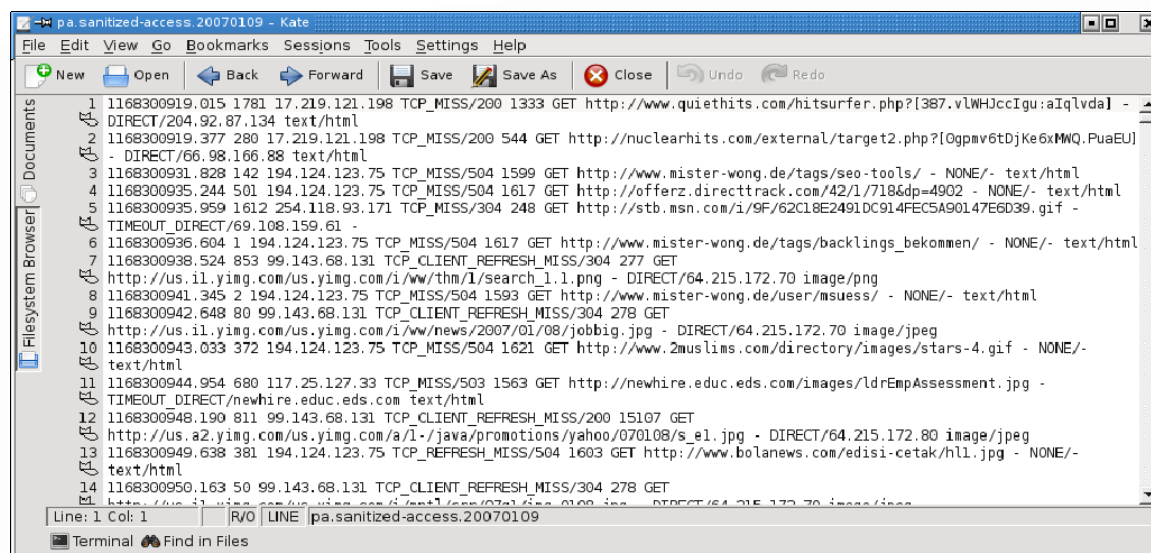 pa.sanitized-access.20070109 - Kate
File Edit View Go Bookmarks Sessions Tools Settings Help
New Open Back Forward Save Save As Close Undo Redo
Documents
Filesystem Browser
1 1168300919.015 1781 17.219.121.198 TCP_MISS/200 1333 GET http://www.quiethits.com/hitsurfer.php?[387.vlWHJccIgu:aIqlvda] -
DIRECT/204.92.87.134 text/html
2 1168300919.377 280 17.219.121.198 TCP_MISS/200 544 GET http://nuclearhits.com/external/target2.php?[Ogpmv6tDjKe6xMWQ.PuaEU]
- DIRECT/66.98.166.88 text/html
3 1168300931.828 142 194.124.123.75 TCP_MISS/504 1599 GET http://www.mister-wong.de/tags/seo-tools/ - NONE/- text/html
4 1168300935.244 501 194.124.123.75 TCP_MISS/504 1617 GET http://offerz.directtrack.com/42/1/718&dp=4902 - NONE/- text/html
5 1168300935.959 1612 254.118.93.171 TCP_MISS/304 248 GET http://stb.msn.com/i/9F/62C18E2491DC914FEC5A90147E6D39.gif -
TIMEOUT_DIRECT/69.108.159.61 -
6 1168300936.604 1 194.124.123.75 TCP_MISS/504 1617 GET http://www.mister-wong.de/tags/backlings_bekommen/ - NONE/- text/html
7 1168300938.524 853 99.143.68.131 TCP_CLIENT_REFRESH_MISS/304 277 GET
http://us.i1.yimg.com/us.yimg.com/i/ww/thm/1/search_1.1.png - DIRECT/64.215.172.70 image/png
8 1168300941.345 2 194.124.123.75 TCP_MISS/504 1593 GET http://www.mister-wong.de/user/msuess/ - NONE/- text/html
9 1168300942.648 80 99.143.68.131 TCP_CLIENT_REFRESH_MISS/304 278 GET
http://us.i1.yimg.com/us.yimg.com/i/ww/news/2007/01/08/jobbig.jpg - DIRECT/64.215.172.70 image/jpeg
10 1168300943.033 372 194.124.123.75 TCP_MISS/504 1621 GET http://www.2muslims.com/directory/images/stars-4.gif - NONE/-
text/html
11 1168300944.954 680 117.25.127.33 TCP_MISS/503 1563 GET http://newhire.educ.eds.com/images/ldrEmpAssessment.jpg -
TIMEOUT_DIRECT/newhire.educ.eds.com text/html
12 1168300948.190 811 99.143.68.131 TCP_CLIENT_REFRESH_MISS/200 15107 GET
http://us.a2.yimg.com/us.yimg.com/a/1-/java/promotions/yahoo/070108/s_e1.jpg - DIRECT/64.215.172.80 image/jpeg
13 1168300949.638 381 194.124.123.75 TCP_REFRESH_MISS/504 1603 GET http://www.bolanews.com/edisi-cetak/hl1.jpg - NONE/-
text/html
14 1168300950.163 50 99.143.68.131 TCP_CLIENT_REFRESH_MISS/304 278 GET
Line: 1 Col: 1 R/O LINE pa.sanitized-access.20070109
Terminal Find in Files